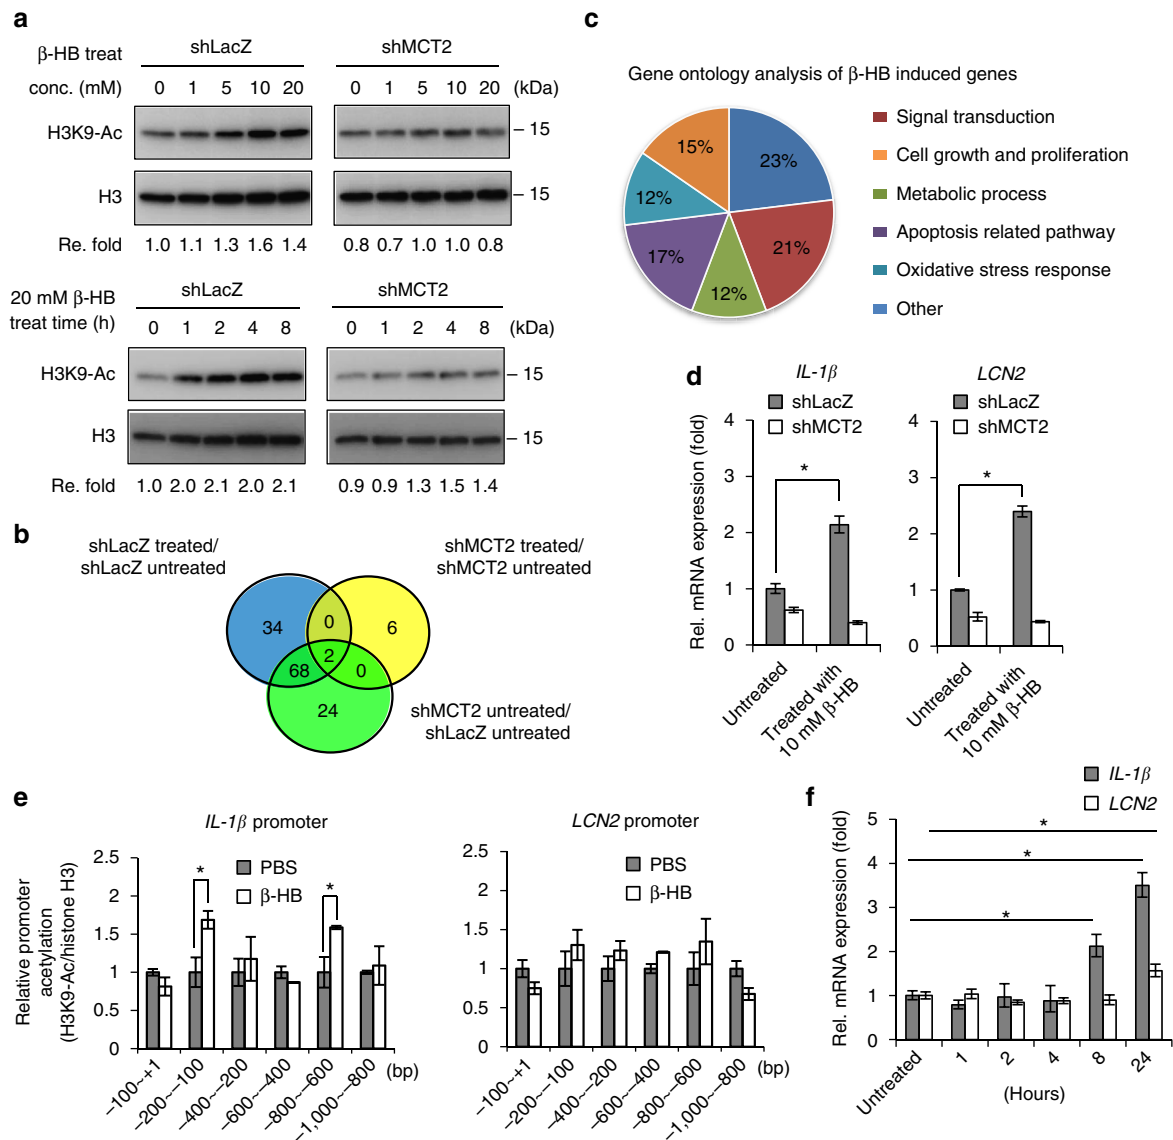 a
β-HB treat
shLacZ
shMCT2
conc. (mM)
0 1 5 10 20
0 1 5 10 20
(kDa)
H3K9-Ac
– 15
H3
– 15
Re. fold
1.0 1.1 1.3 1.6 1.4
0.8 0.7 1.0 1.0 0.8
20 mM β-HB
treat time (h)
shLacZ
shMCT2
0 1 2 4 8
0 1 2 4 8
(kDa)
H3K9-Ac
– 15
H3
– 15
Re. fold
1.0 2.0 2.1 2.0 2.1
0.9 0.9 1.3 1.5 1.4
b
shLacZ treated/
shLacZ untreated
shMCT2 treated/
shMCT2 untreated
34
0
6
2
68
0
24
shMCT2 untreated/
shLacZ untreated
c
Gene ontology analysis of β-HB induced genes
15%
23%
12%
21%
17%
12%
Signal transduction
Cell growth and proliferation
Metabolic process
Apoptosis related pathway
Oxidative stress response
Other
d
IL-1β
shLacZ
shMCT2
Rel. mRNA expression (fold)
4
3
2
1
0
*
Untreated
Treated with
10 mM β-HB
LCN2
shLacZ
shMCT2
4
3
2
1
0
*
Untreated
Treated with
10 mM β-HB
e
IL-1β promoter
Relative promoter
acetylation
(H3K9-Ac/histone H3)
2.5
2
1.5
1
0.5
0
PBS
β-HB
*
*
–100~+1
–200~–100
–400~–200
–600~–400
–800~–600
–1,000~–800
(bp)
LCN2 promoter
2.5
2
1.5
1
0.5
0
PBS
β-HB
–100~+1
–200~–100
–400~–200
–600~–400
–800~–600
–1,000~–800
(bp)
f
IL-1β
LCN2
Rel. mRNA expression (fold)
5
4
3
2
1
0
*
*
*
Untreated
1
2
4
8
24
(Hours)